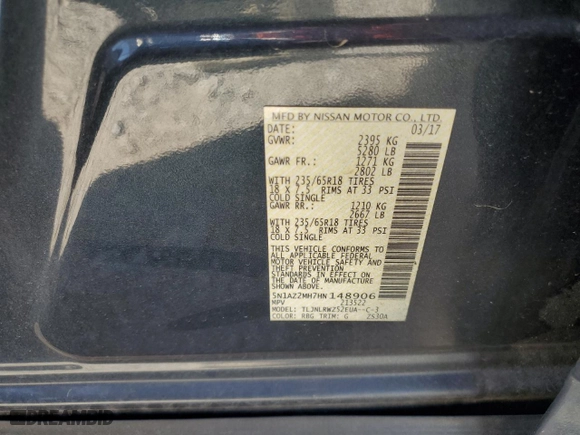 MFD BY NISSAN MOTOR CO., LTD.
DATE: 03/17
GVWR: 2395 KG
5280 LB
GAWR FR.: 1271 KG
2802 LB
WITH 235/65R18 TIRES
18 X 7.5 RIMS AT 33 PSI
COLD SINGLE
GAWR RR.: 1210 KG
2667 LB
WITH 235/65R18 TIRES
18 X 7.5 RIMS AT 33 PSI
COLD SINGLE
THIS VEHICLE CONFORMS TO
ALL APPLICABLE FEDERAL
MOTOR VEHICLE SAFETY AND
THEFT PREVENTION
STANDARDS IN EFFECT ON
THE DATE OF MANUFACTURE
SHOWN ABOVE
5N1AZ2MH7HN148906
MPV 213322
MODEL: TLJNLRWZ52EUA--C-J
COLOR: RBG TRIM: G 2530A
DREAMBID